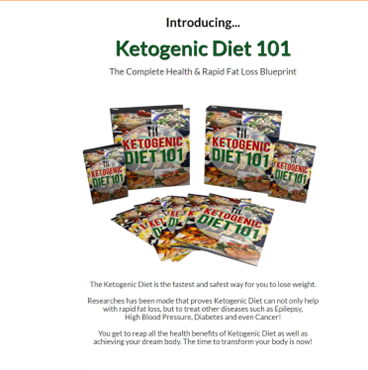 Introducing...
Ketogenic Diet 101
The Complete Health & Rapid Fat Loss Blueprint
KETOGENIC
DIET 101
KETOGENIC
DIET 101
KETOGENIC
DIET 101
KETOGENIC
DIET 101
KETOGENIC
DIET 101
The Ketogenic Diet is the fastest and safest way for you to lose weight.
Researches has been made that proves Ketogenic Diet can not only help
with rapid fat loss, but to treat other diseases such as Epilepsy,
High Blood Pressure, Diabetes and even Cancer!
You get to reap all the health benefits of Ketogenic Diet as well as
achieving your dream body. The time to transform your body is now!